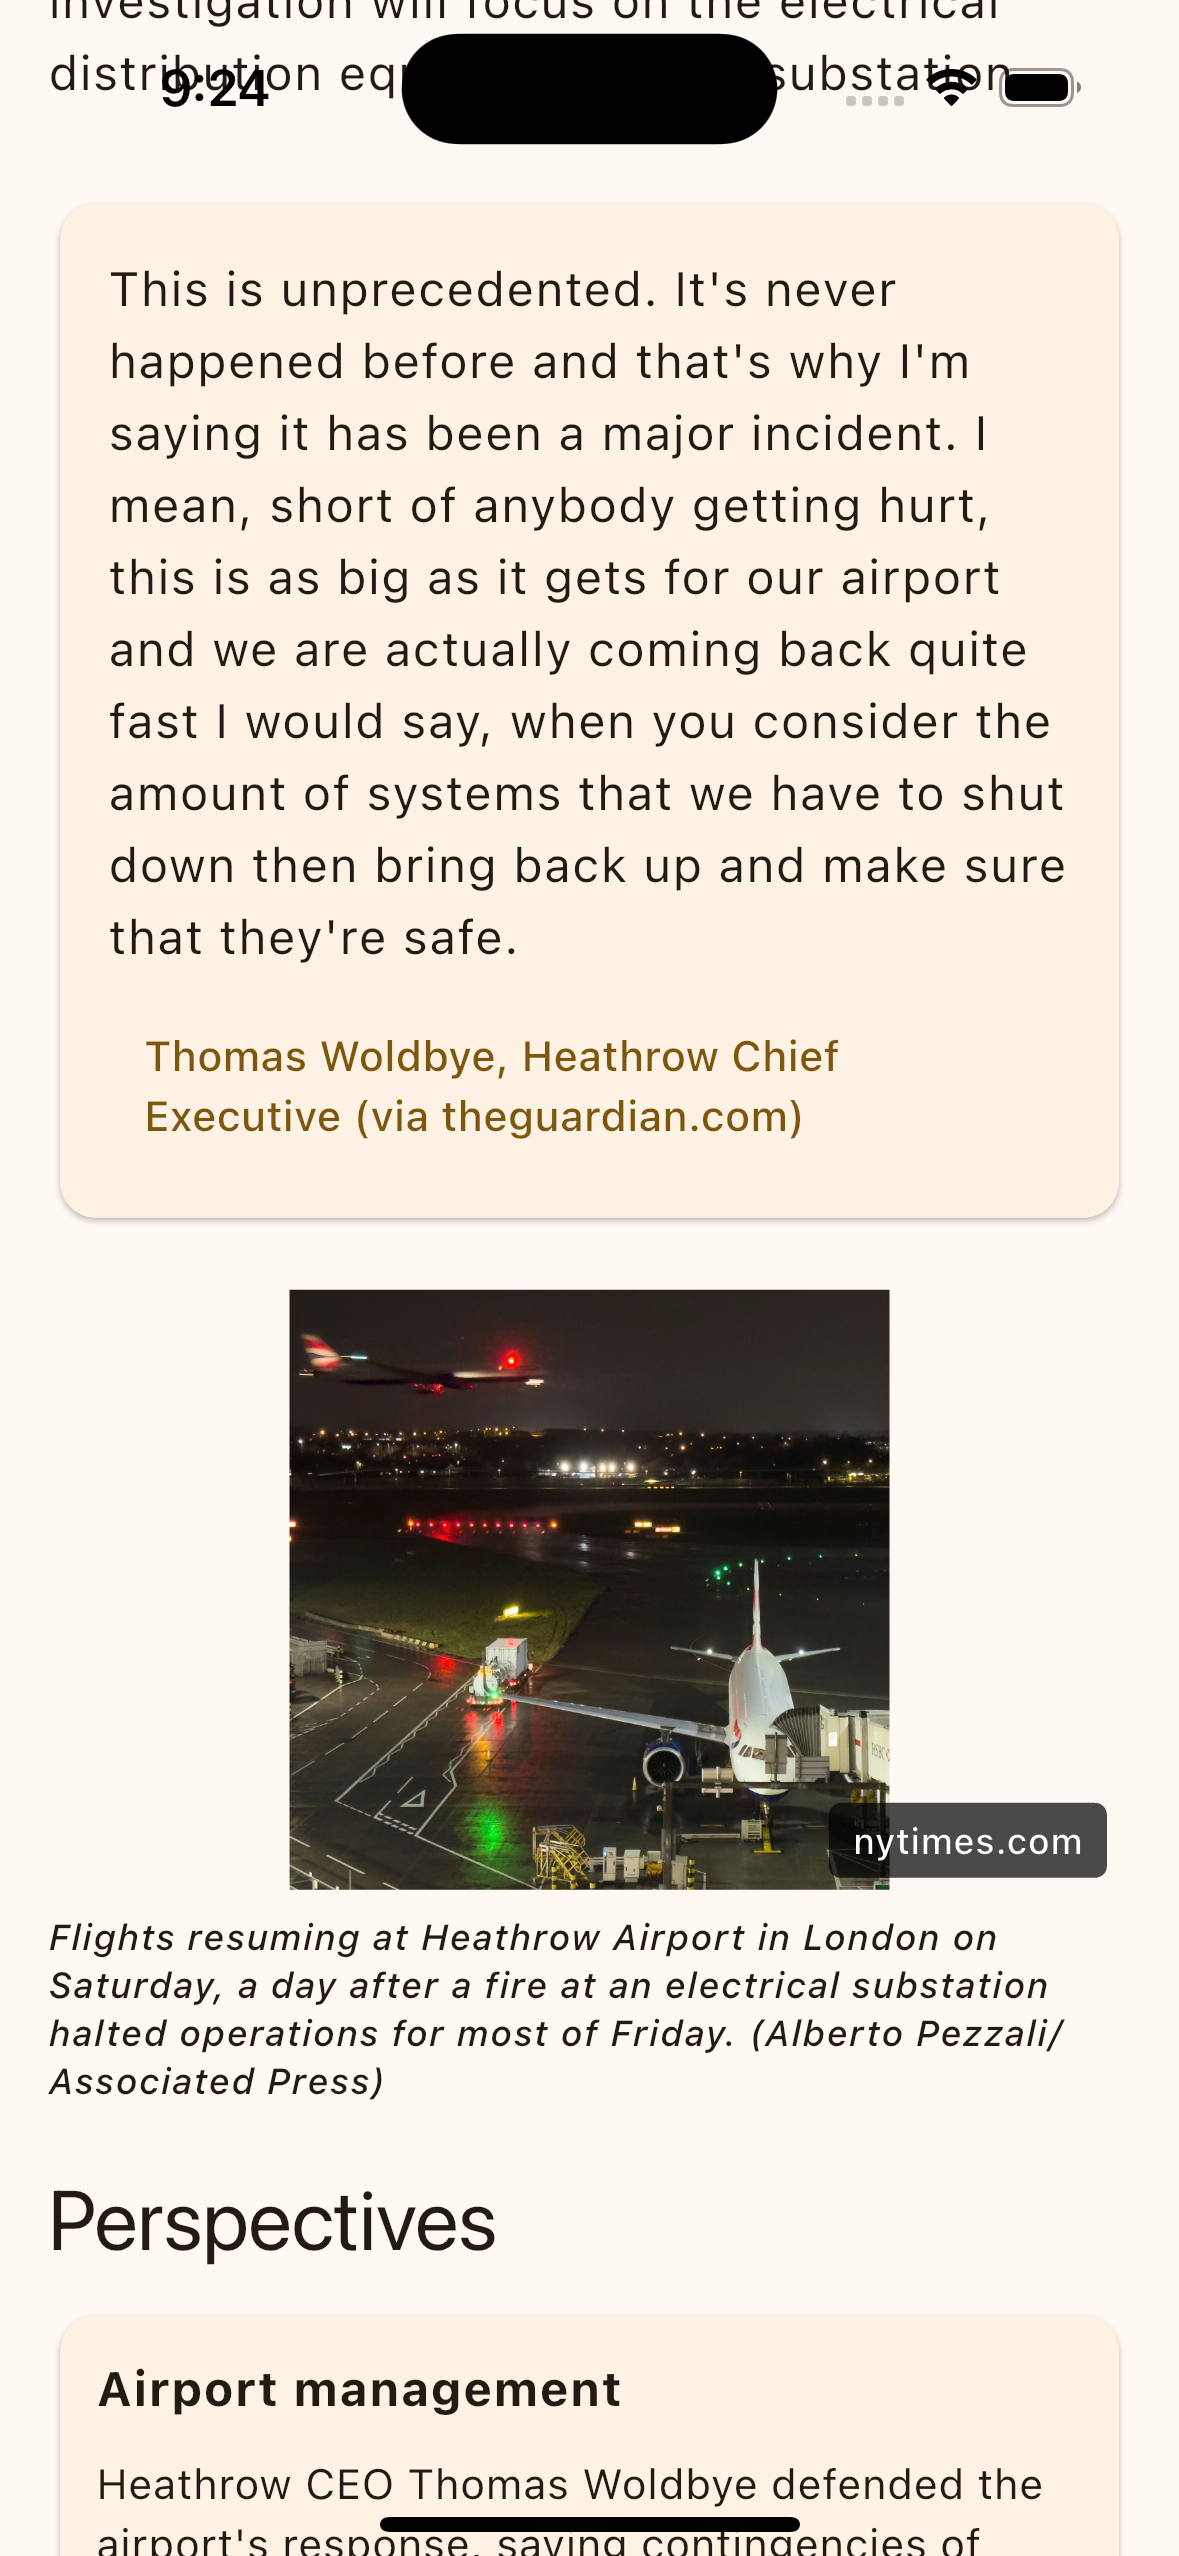 investigation will focus on the electrical
distribution substation
9:24
This is unprecedented. It's never
happened before and that's why I'm
saying it has been a major incident. I
mean, short of anybody getting hurt,
this is as big as it gets for our airport
and we are actually coming back quite
fast I would say, when you consider the
amount of systems that we have to shut
down then bring back up and make sure
that they're safe.
Thomas Woldbye, Heathrow Chief
Executive (via theguardian.com)
nytimes.com
Flights resuming at Heathrow Airport in London on
Saturday, a day after a fire at an electrical substation
halted operations for most of Friday. (Alberto Pezzali/
Associated Press)
Perspectives
Airport management
Heathrow CEO Thomas Woldbye defended the
airport's response, saying contingencies of